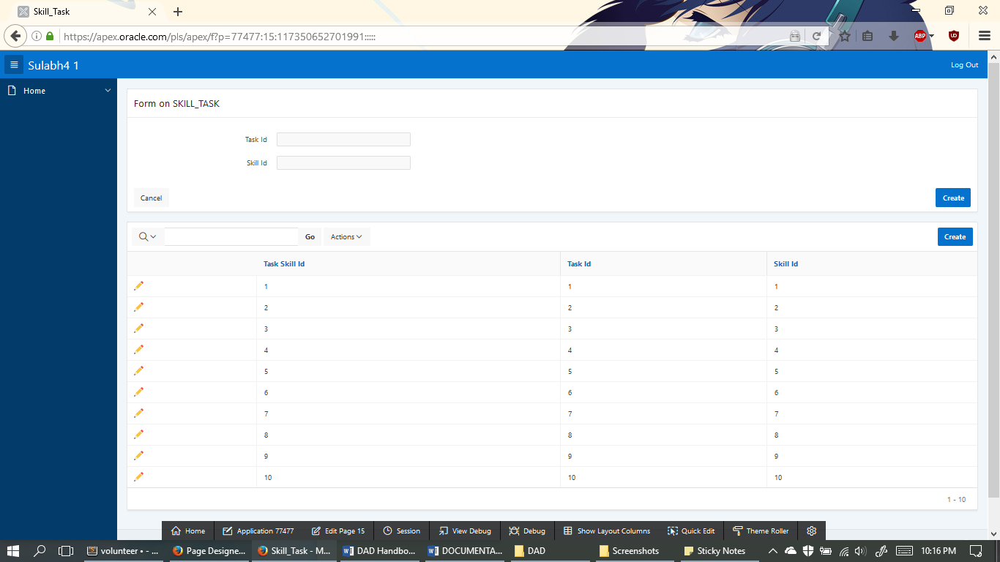 Skill_Task
https://apex.oracle.com/pls/apex/f?p=77477:15:117350652701991:::::
ABP
Sulabh4 1
Log Out
Home
Form on SKILL_TASK
Task Id
Skill Id
Cancel
Create
Go
Actions
Create
Task Skill Id Task Id Skill Id
1 1 1
2 2 2
3 3 3
4 4 4
5 5 5
6 6 6
7 7 7
8 8 8
9 9 9
10 10 10
1 - 10
Home Application 77477 Edit Page 15 Session View Debug Debug Show Layout Columns Quick Edit Theme Roller
volunteer • - ... Page Designe... Skill_Task - M... DAD Handbo... DOCUMENTA... DAD Screenshots Sticky Notes 10:16 PM